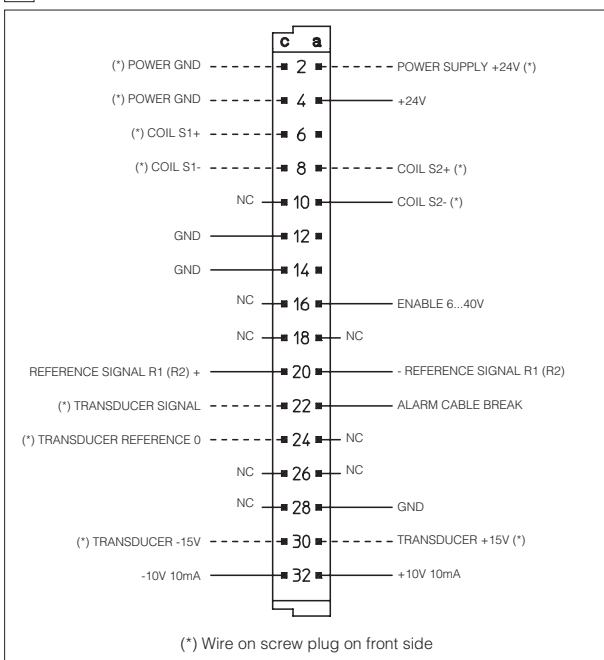 c a
(*) POWER GND 2 POWER SUPPLY +24V (*)
(*) POWER GND 4 +24V
(*) COIL S1+ 6
(*) COIL S1- 8 COIL S2+ (*)
NC 10 COIL S2- (*)
GND 12
GND 14
NC 16 ENABLE 6...40V
NC 18 NC
REFERENCE SIGNAL R1 (R2) + 20 - REFERENCE SIGNAL R1 (R2)
(*) TRANSDUCER SIGNAL 22 ALARM CABLE BREAK
(*) TRANSDUCER REFERENCE 0 24 NC
NC 26 NC
NC 28 GND
(*) TRANSDUCER -15V 30 TRANSDUCER +15V (*)
-10V 10mA 32 +10V 10mA
(*) Wire on screw plug on front side